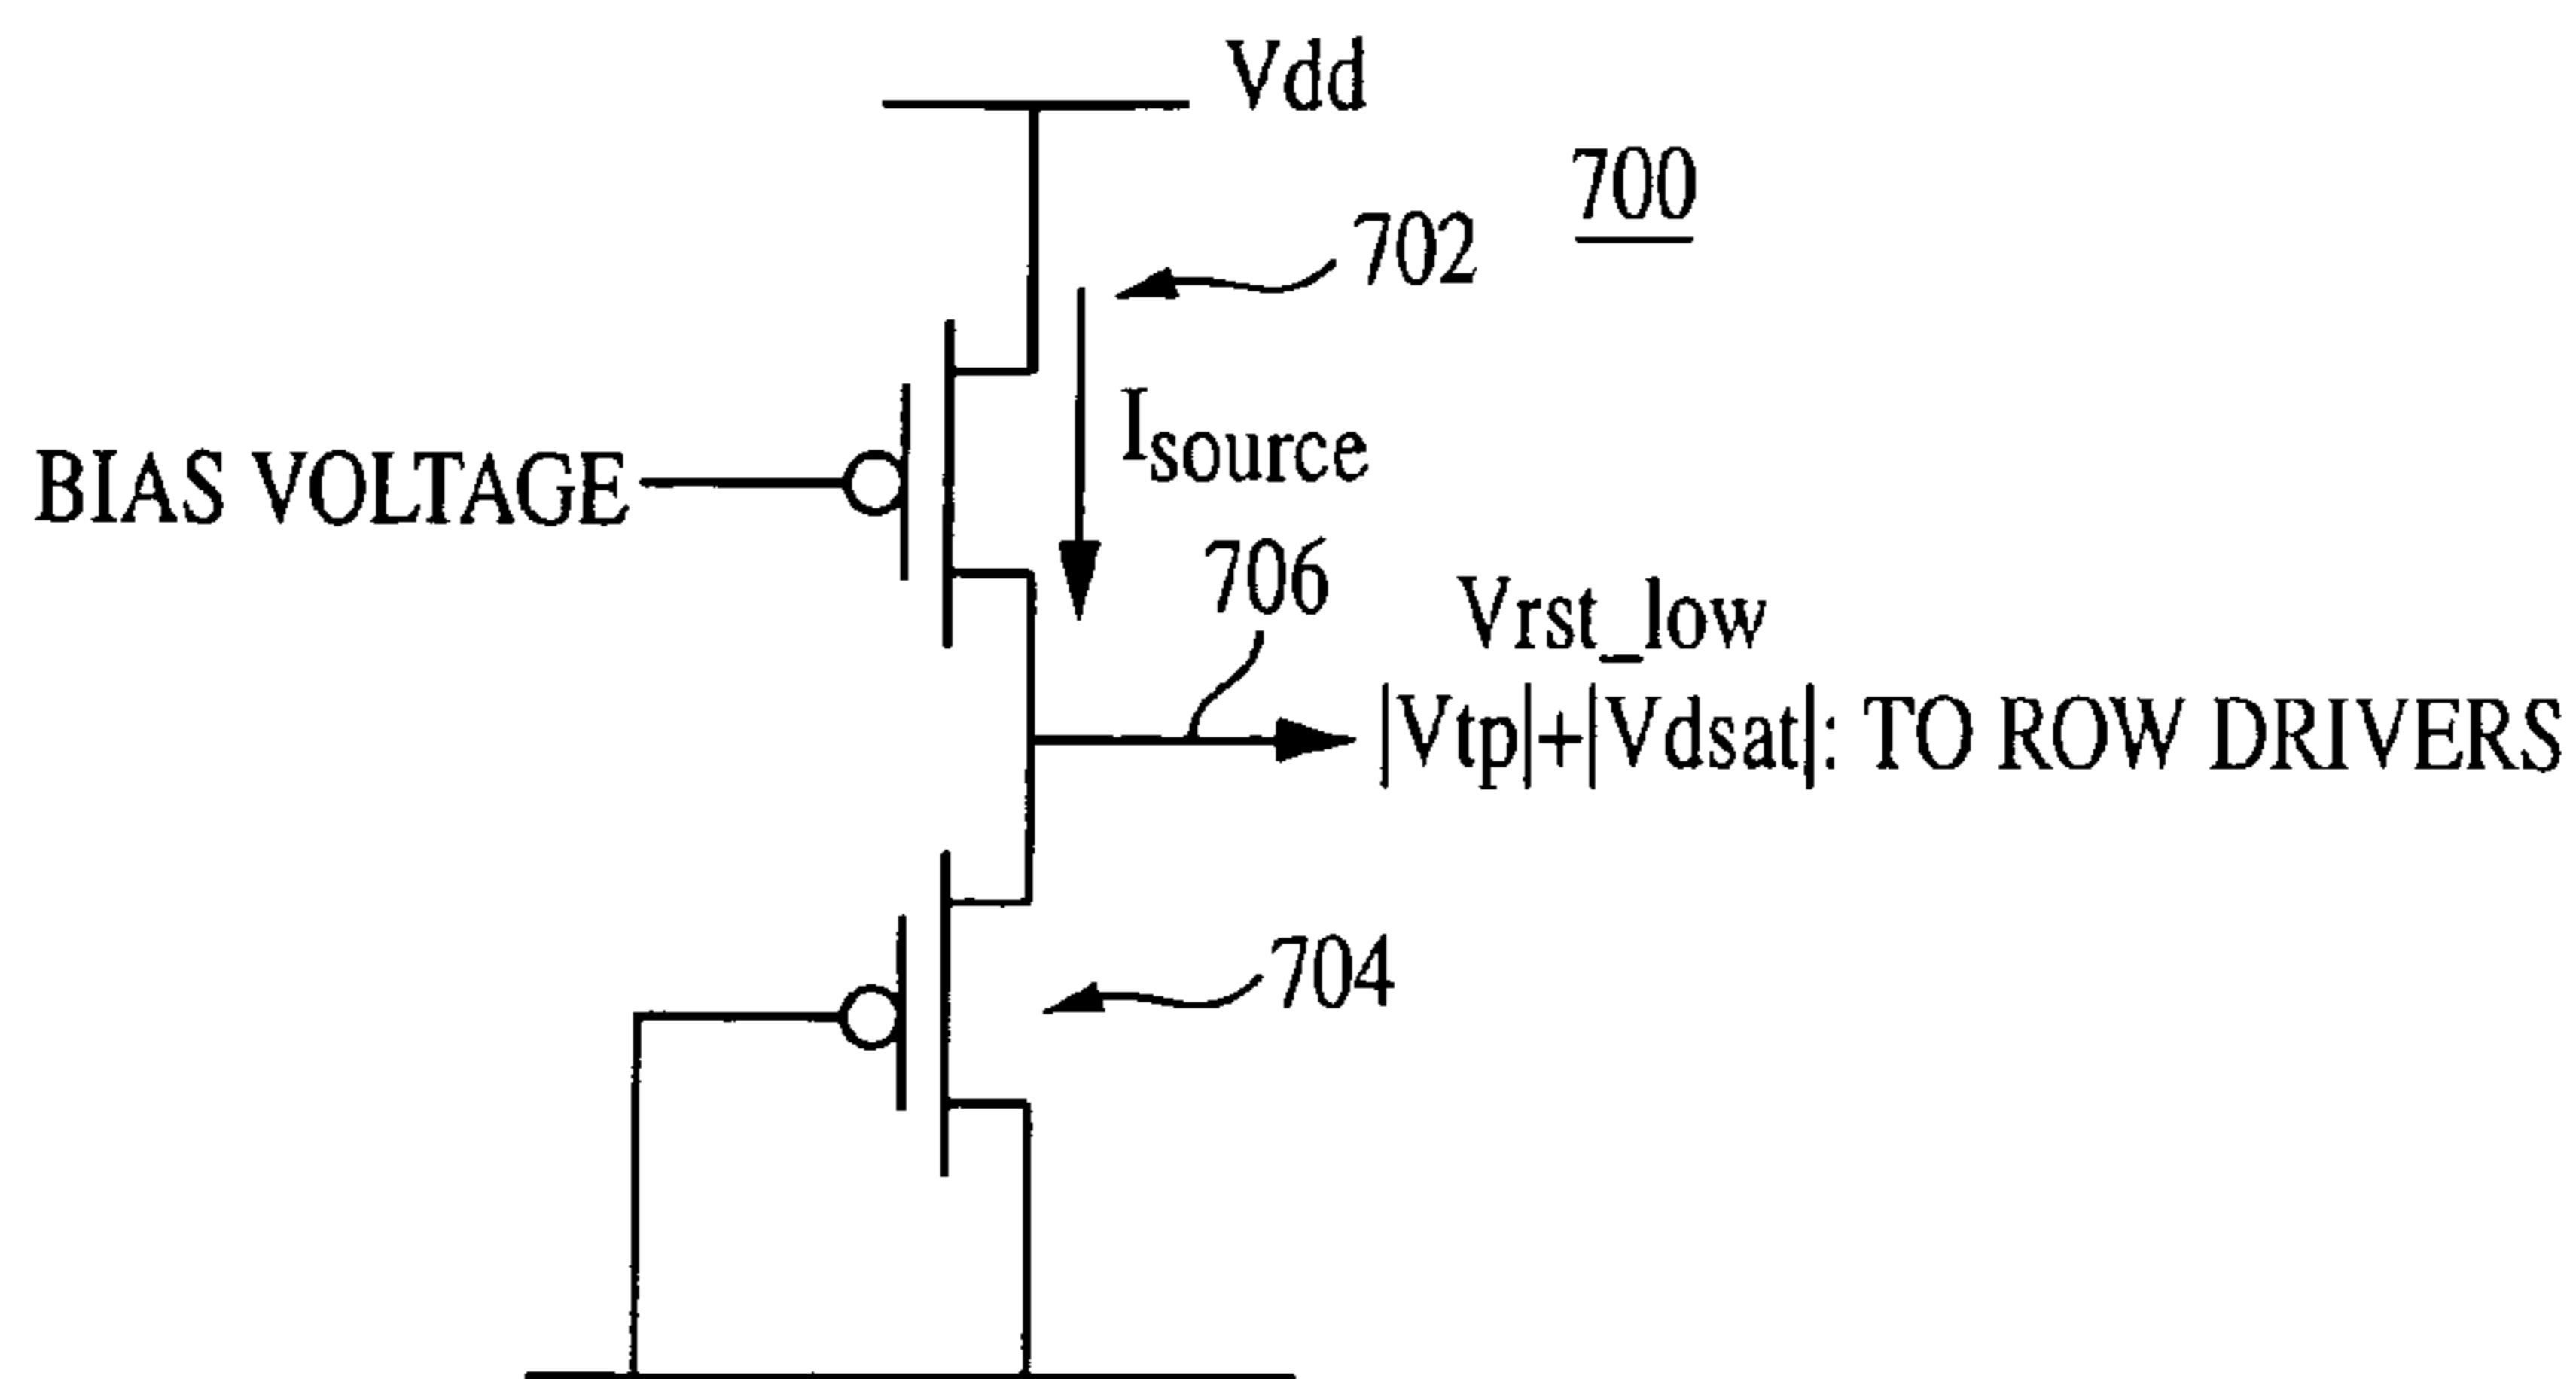 Vdd
700
702
Isource
BIAS VOLTAGE
706
Vrst_low
|Vtp|+|Vdsat|: TO ROW DRIVERS
704